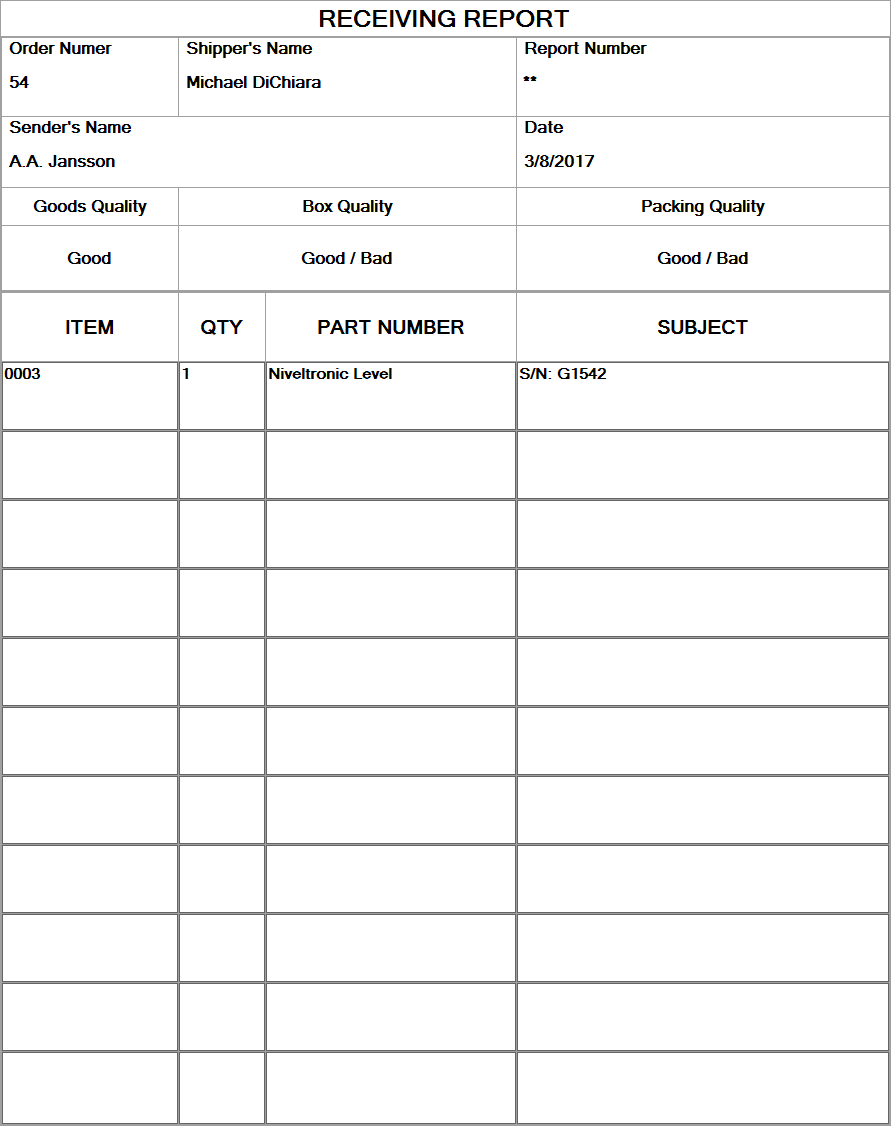 RECEIVING REPORT
Order Numer Shipper's Name Report Number
54 Michael DiChiara **
Sender's Name Date
A.A. Jansson 3/8/2017
Goods Quality Box Quality Packing Quality
Good Good / Bad Good / Bad
ITEM QTY PART NUMBER SUBJECT
0003 1 Niveltronic Level S/N: G1542